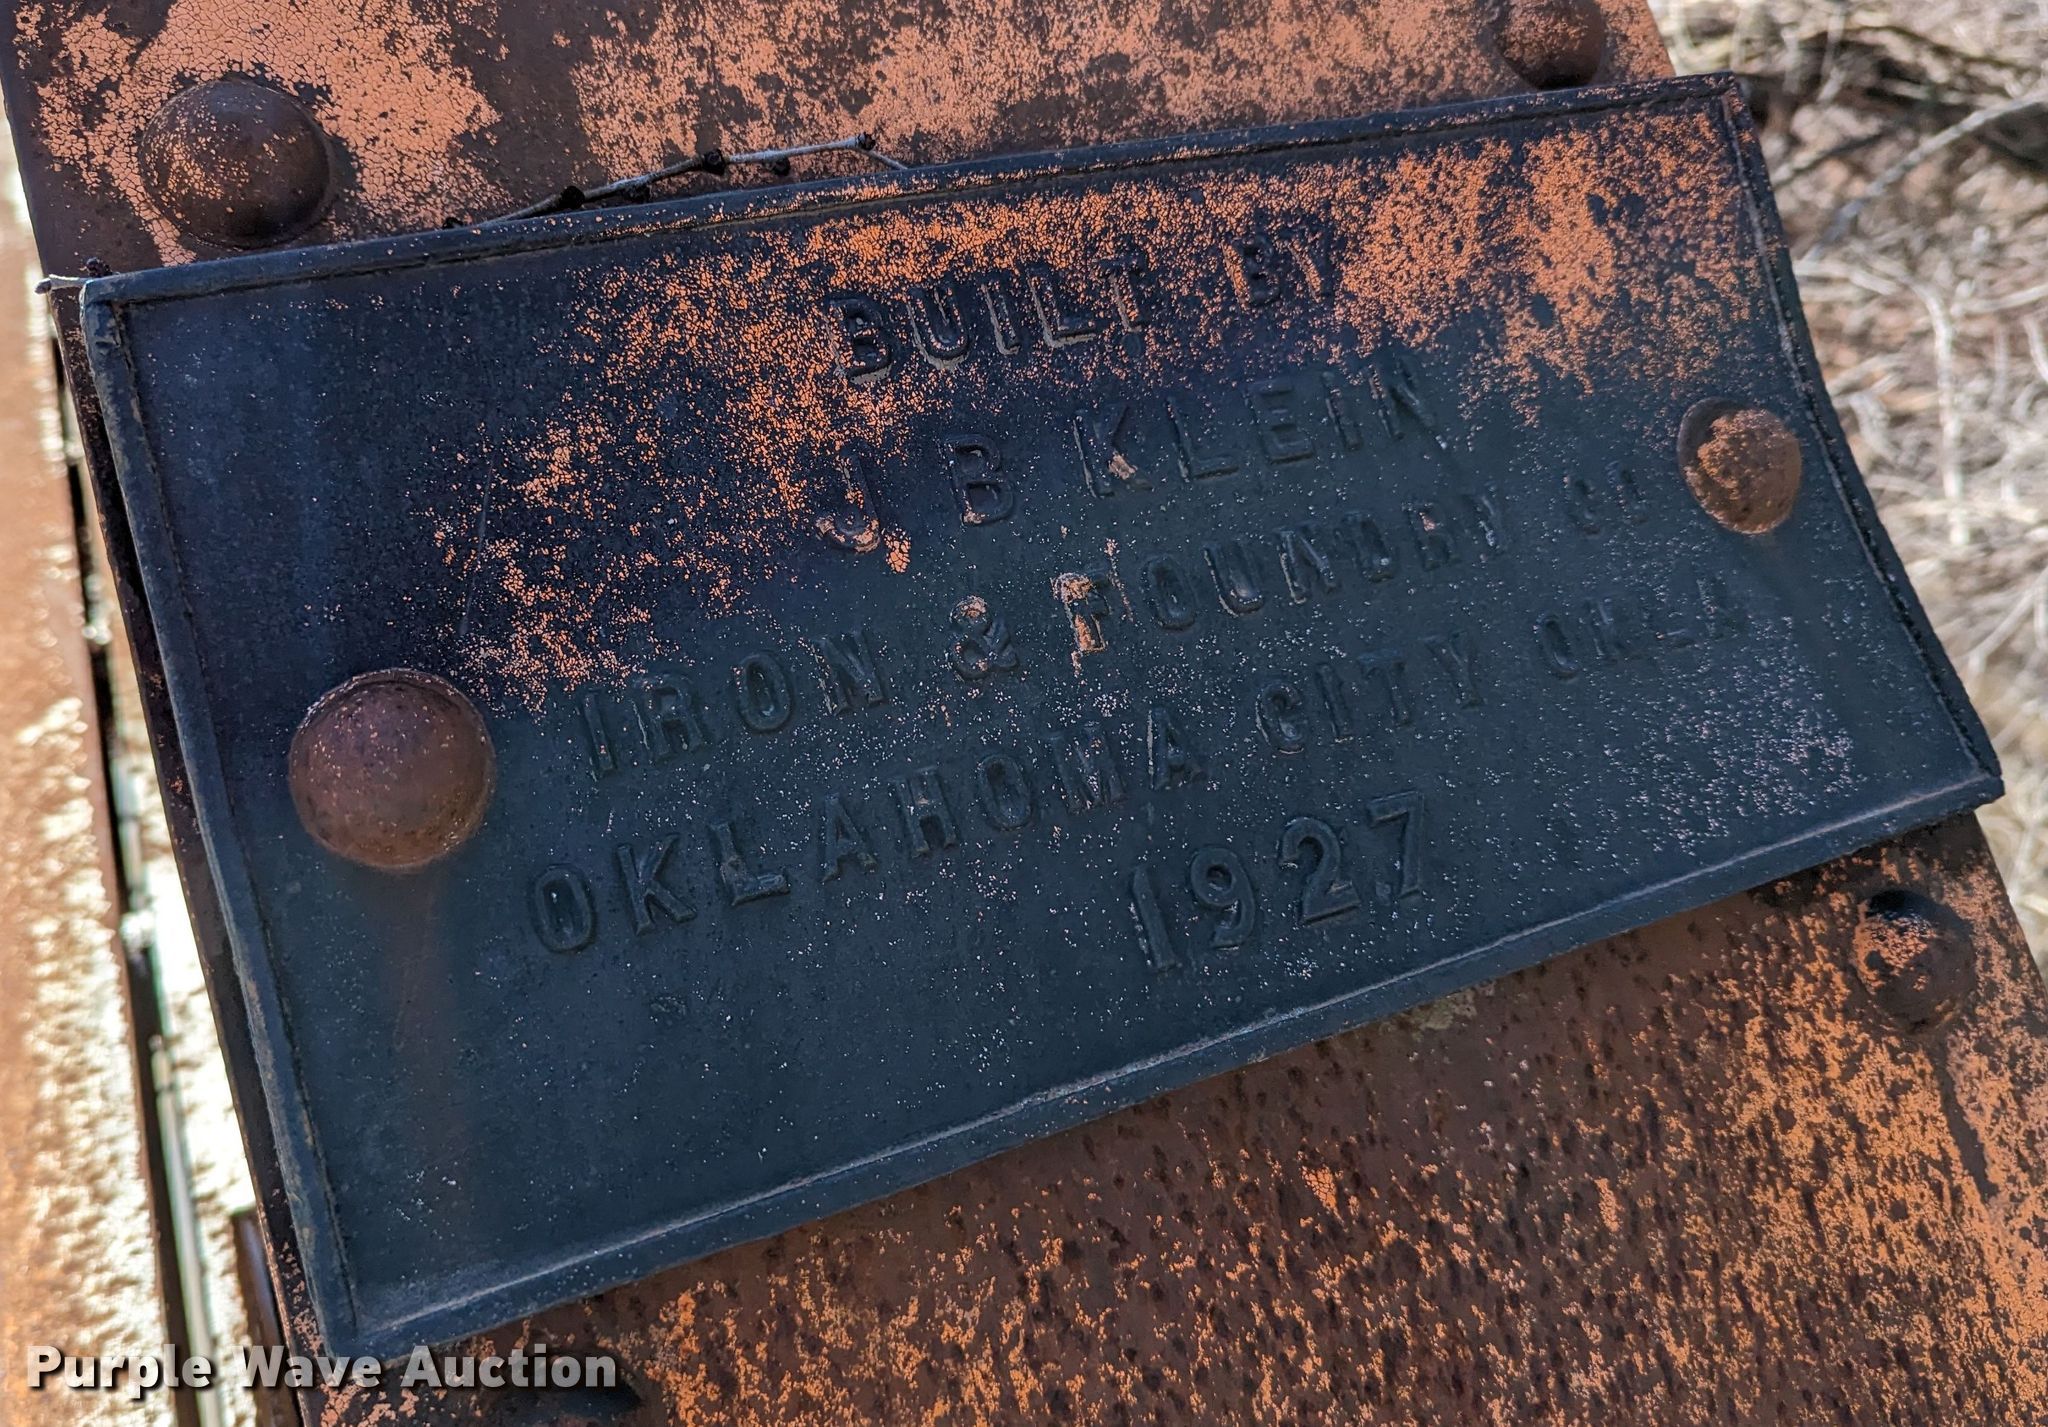 BUILT BY
J B KLEIN
IRON & FOUNDRY CO
OKLAHOMA CITY OKLA
1927
Purple Wave Auction